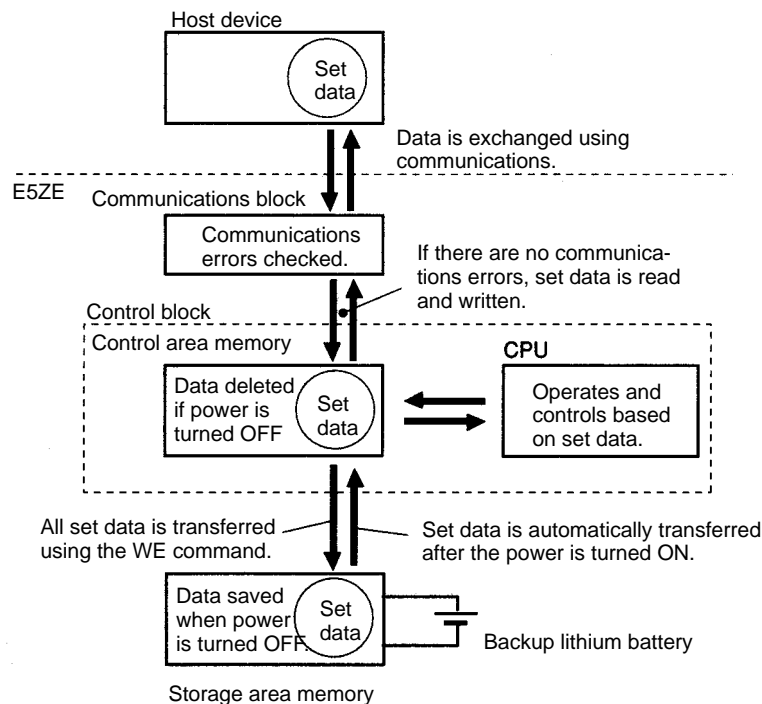 Host device
Set
data
Data is exchanged using
communications.
E5ZE
Communications block
Communications
errors checked.
If there are no communica-
tions errors, set data is read
and written.
Control block
Control area memory
CPU
Data deleted
if power is
turned OFF
Set
data
Operates and
controls based
on set data.
All set data is transferred
using the WE command.
Set data is automatically transferred
after the power is turned ON.
Data saved
when power
is turned OFF.
Set
data
Backup lithium battery
Storage area memory